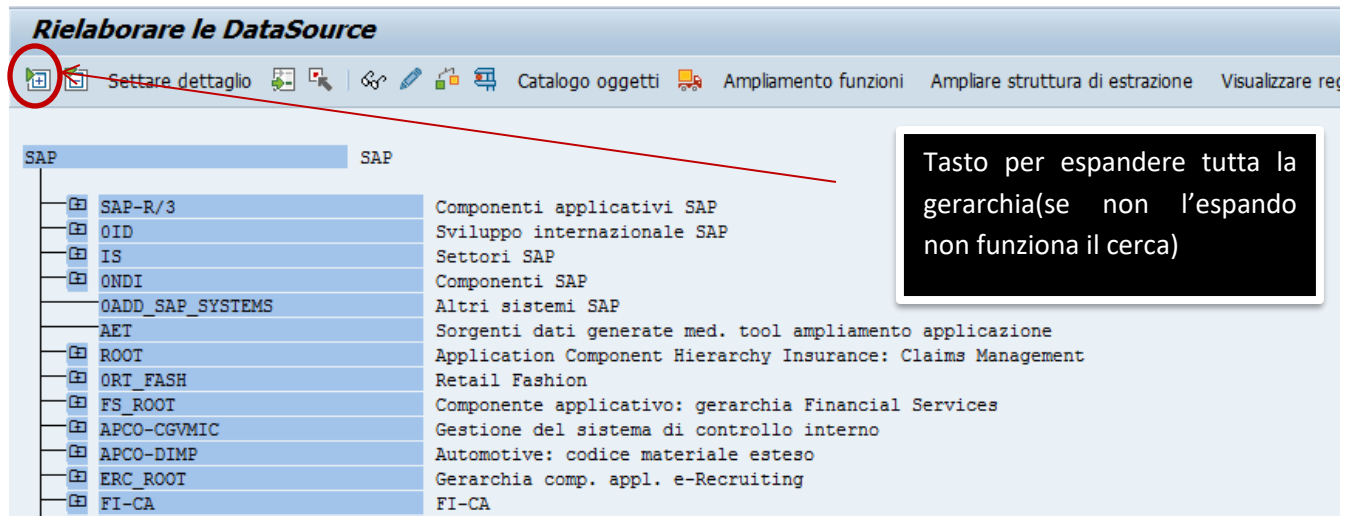 Rielaborare le DataSource
Settare dettaglio Catalogo oggetti Ampliamento funzioni Ampliare struttura di estrazione Visualizzare reg
Tasto per espandere tutta la
gerarchia(se non l’espando
non funziona il cerca)
SAP SAP
SAP-R/3 Componenti applicativi SAP
0ID Sviluppo internazionale SAP
IS Settori SAP
0NDI Componenti SAP
0ADD_SAP_SYSTEMS Altri sistemi SAP
AET Sorgenti dati generate med. tool ampliamento applicazione
ROOT Application Component Hierarchy Insurance: Claims Management
0RT_FASH Retail Fashion
FS_ROOT Componente applicativo: gerarchia Financial Services
APCO-CGVMIC Gestione del sistema di controllo interno
APCO-DIMP Automotive: codice materiale esteso
ERC_ROOT Gerarchia comp. appl. e-Recruiting
FI-CA FI-CA